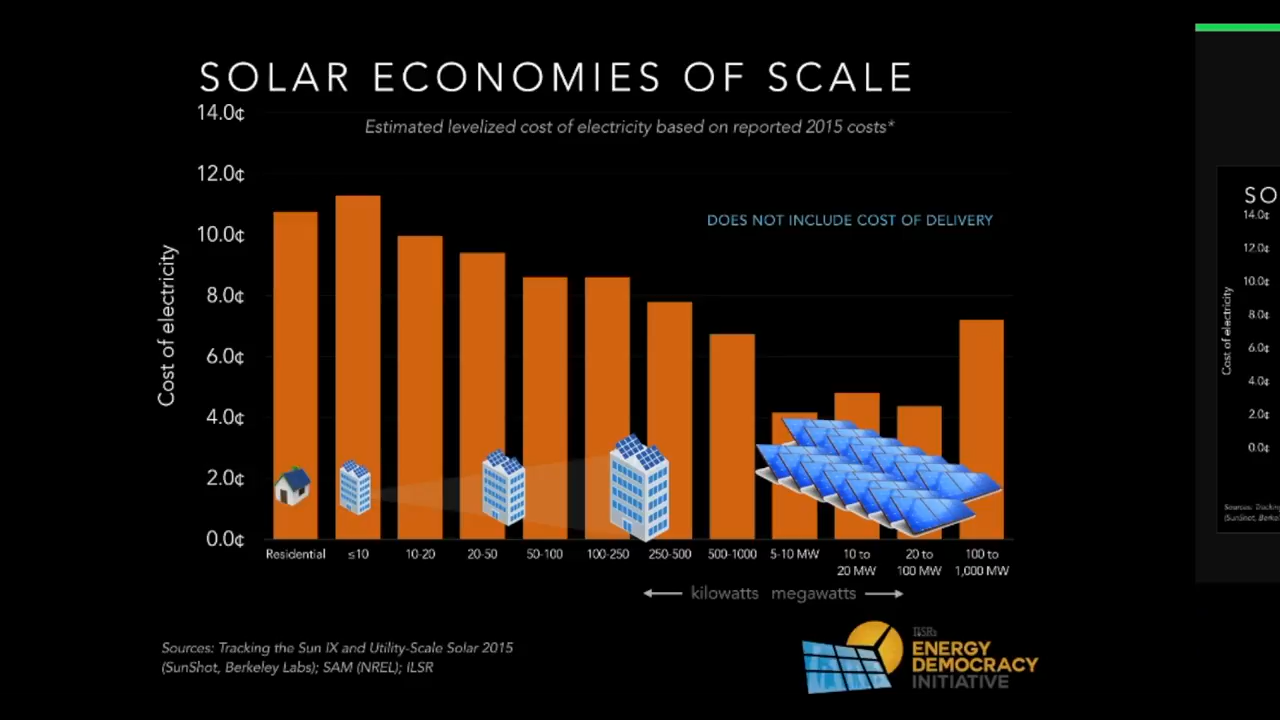 SOLAR ECONOMIES OF SCALE
14.0¢
Estimated levelized cost of electricity based on reported 2015 costs*
12.0¢
DOES NOT INCLUDE COST OF DELIVERY
10.0¢
8.0¢
6.0¢
4.0¢
2.0¢
0.0¢
Cost of electricity
Residential ≤10 10-20 20-50 50-100 100-250 250-500 500-1000 5-10 MW 10 to 20 to 100 to
20 MW 100 MW 1,000 MW
kilowatts megawatts
Sources: Tracking the Sun IX and Utility-Scale Solar 2015
(SunShot, Berkeley Labs); SAM (NREL); ILSR
ILSR's
ENERGY
DEMOCRACY
INITIATIVE
SO
14.0¢
12.0¢
10.0¢
8.0¢
6.0¢
4.0¢
2.0¢
0.0¢
Cost of electricity
Sources:
(SunShot,